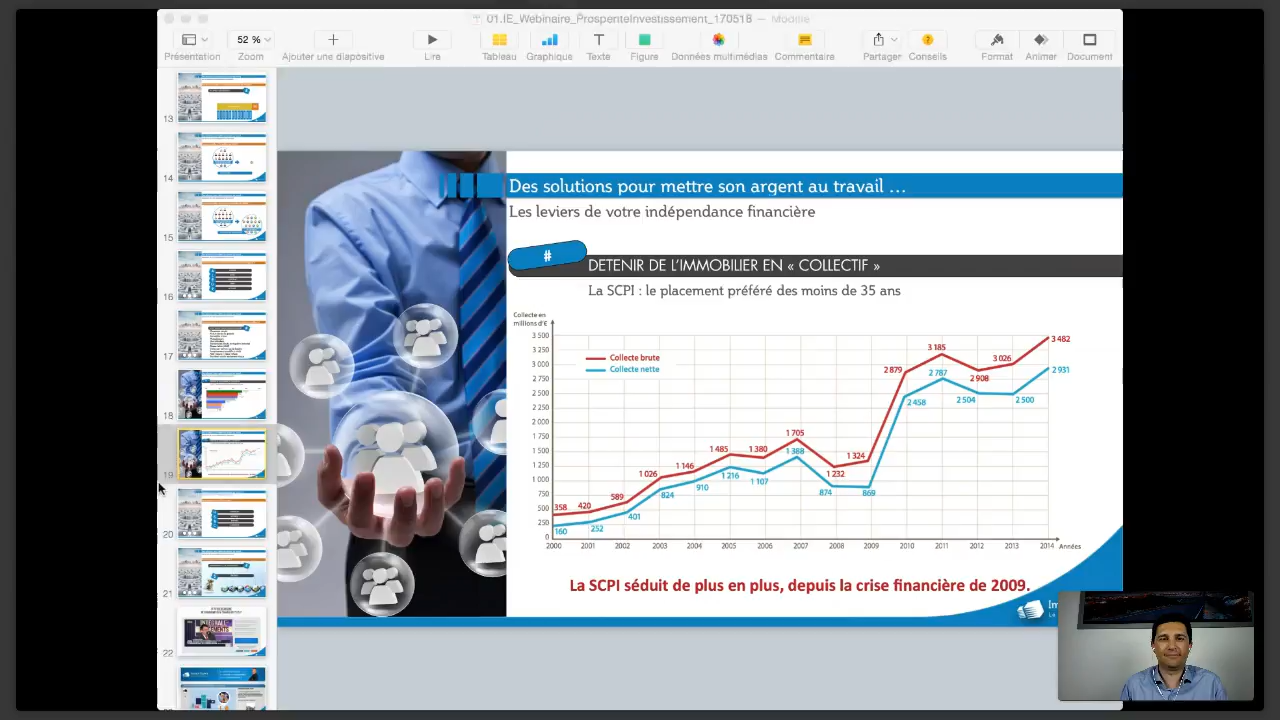 01.IE_Webinaire_ProsperiteInvestissement_170516 — Modifié
52 %
Présentation Zoom Ajouter une diapositive Lire Tableau Graphique Texte Figure Données multimédias Commentaire Partager Conseils Format Animer Document
13
14
15
16
17
18
19
20
21
22
Des solutions pour mettre son argent au travail ...
Les leviers de votre indépendance financière
#
DETENIR DE L'IMMOBILIER EN « COLLECTIF »
La SCPI : le placement préféré des moins de 35 ans
Collecte en
millions d'€
3 500
3 250
3 000
2 750
2 500
2 250
2 000
1 750
1 500
1 250
1 000
750
500
250
0
Collecte brute
Collecte nette
358 420 589 1 026 1 146 1 485 1 380 1 705 1 232 1 324 2 879 3 185 2 908 3 026 3 482
160 252 401 824 910 1 216 1 107 1 388 874 869 2 458 2 787 2 504 2 500 2 931
2000 2001 2002 2003 2004 2005 2006 2007 2008 2009 2010 2011 2012 2013 2014 Années
La SCPI séduit de plus en plus, depuis la crise financière de 2009.